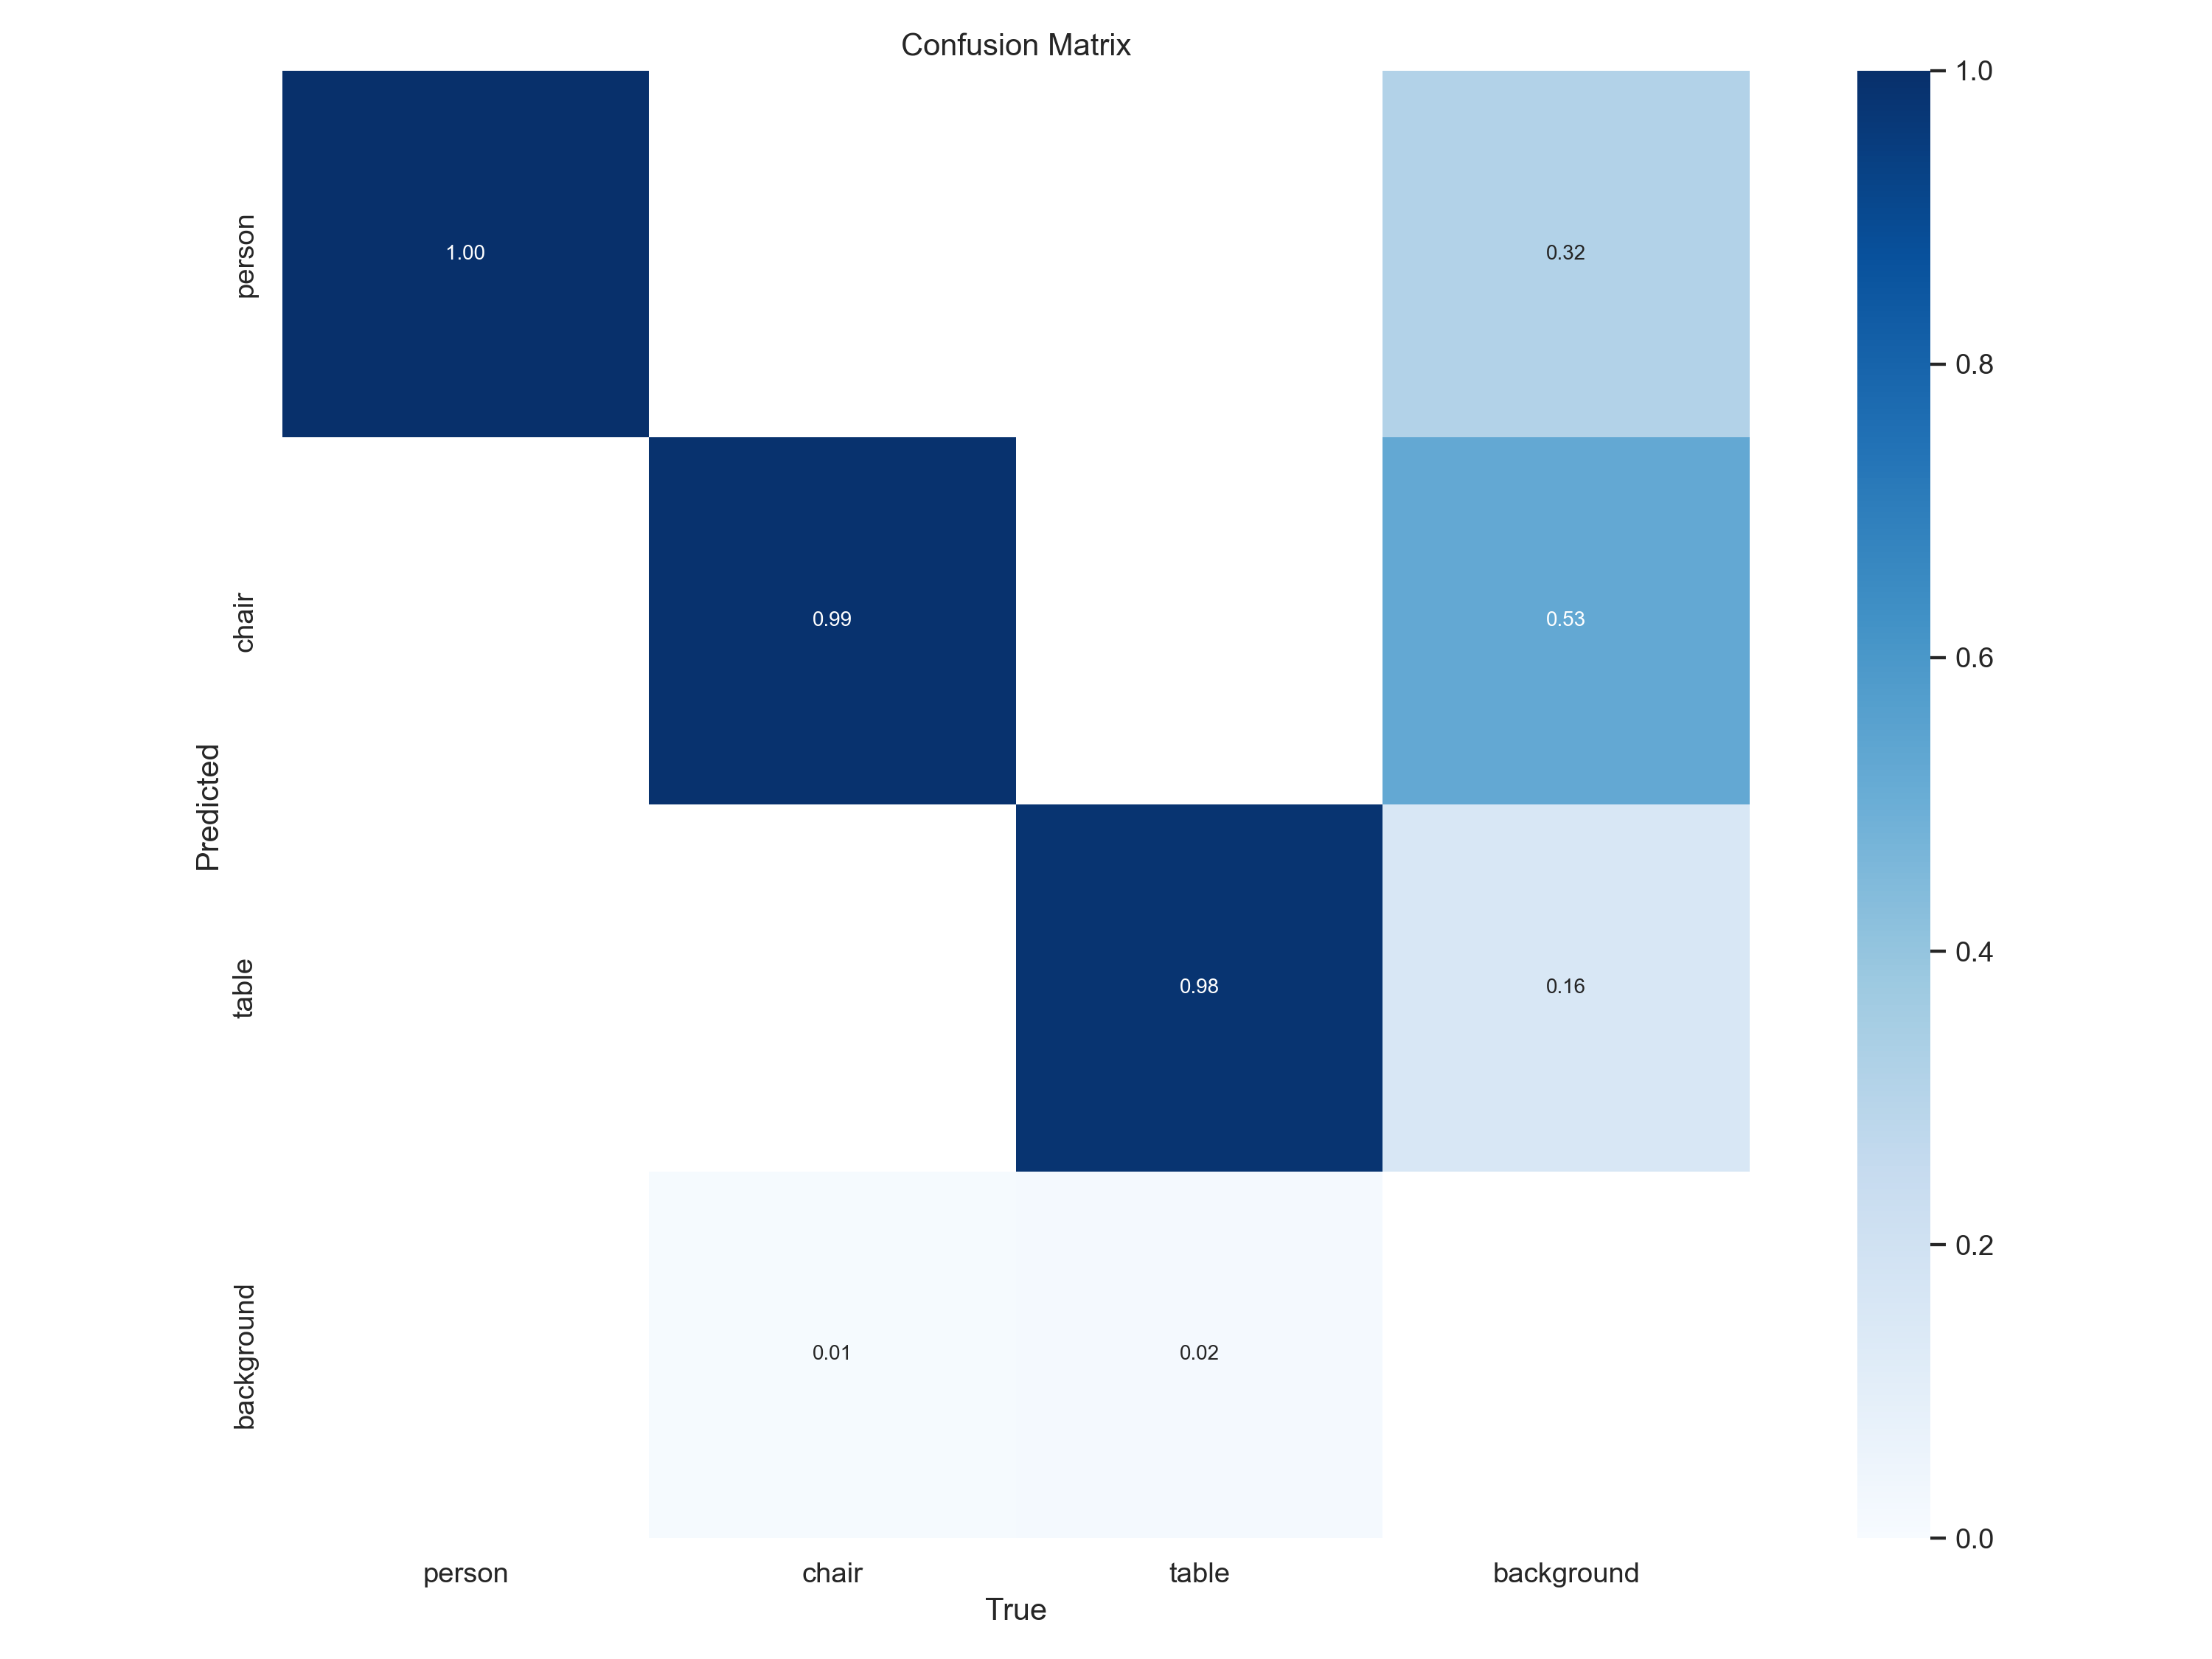 Confusion Matrix
person
1.00
0.32
chair
0.99
0.53
table
0.98
0.16
background
0.01
0.02
Predicted
person
chair
table
background
True
1.0
0.8
0.6
0.4
0.2
0.0